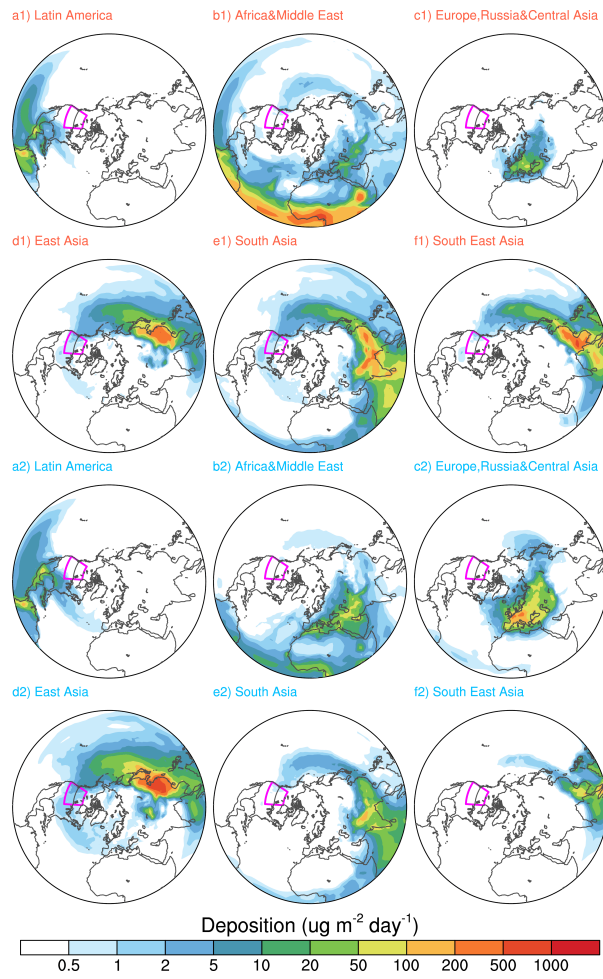 a1) Latin America b1) Africa&Middle East c1) Europe,Russia&Central Asia
d1) East Asia e1) South Asia f1) South East Asia
a2) Latin America b2) Africa&Middle East c2) Europe,Russia&Central Asia
d2) East Asia e2) South Asia f2) South East Asia
Deposition (ug m⁻² day⁻¹)
0.5 1 2 5 10 20 50 100 200 500 1000